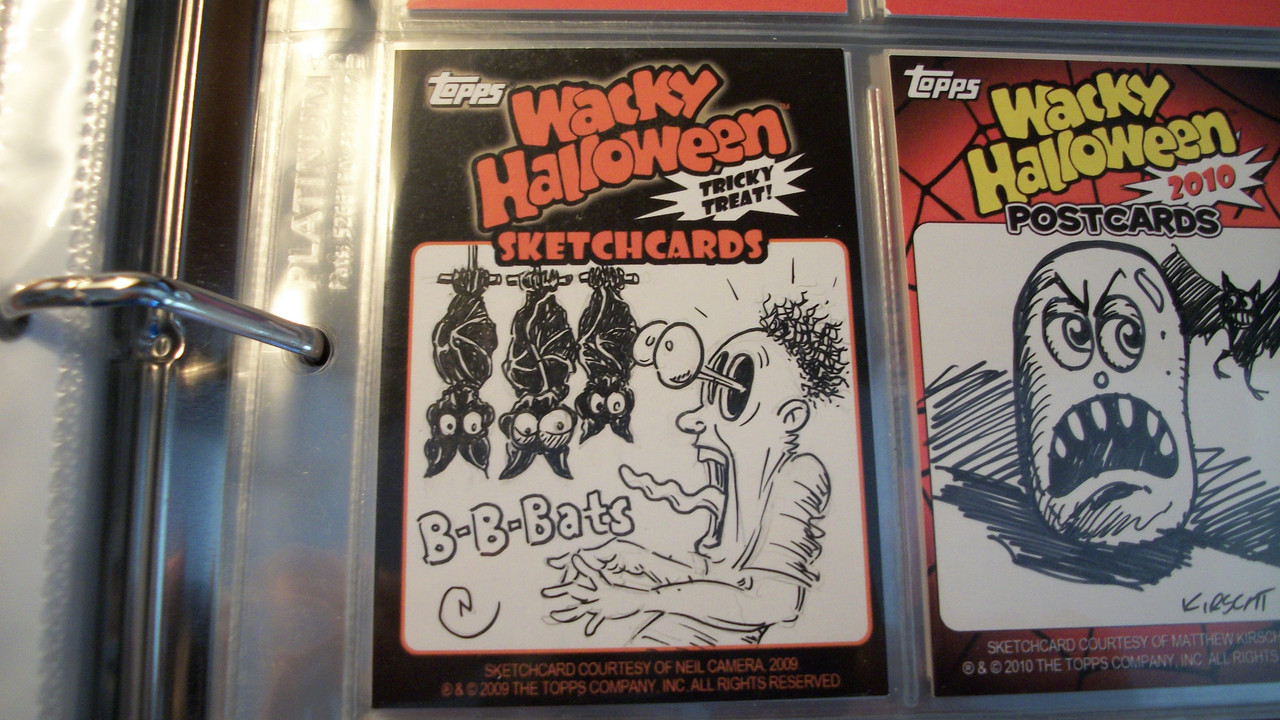 PLATINUM
Topps
Wacky
Halloween™
TRICKY
TREAT!
SKETCHCARDS
B-B-Bats
SKETCHCARD COURTESY OF NEIL CAMERA, 2009
® & © 2009 THE TOPPS COMPANY, INC. ALL RIGHTS RESERVED
Topps
Wacky
Halloween
2010
POSTCARDS
KIRSCHT
SKETCHCARD COURTESY OF MATTHEW KIRSCH
® & © 2010 THE TOPPS COMPANY, INC. ALL RIGHTS